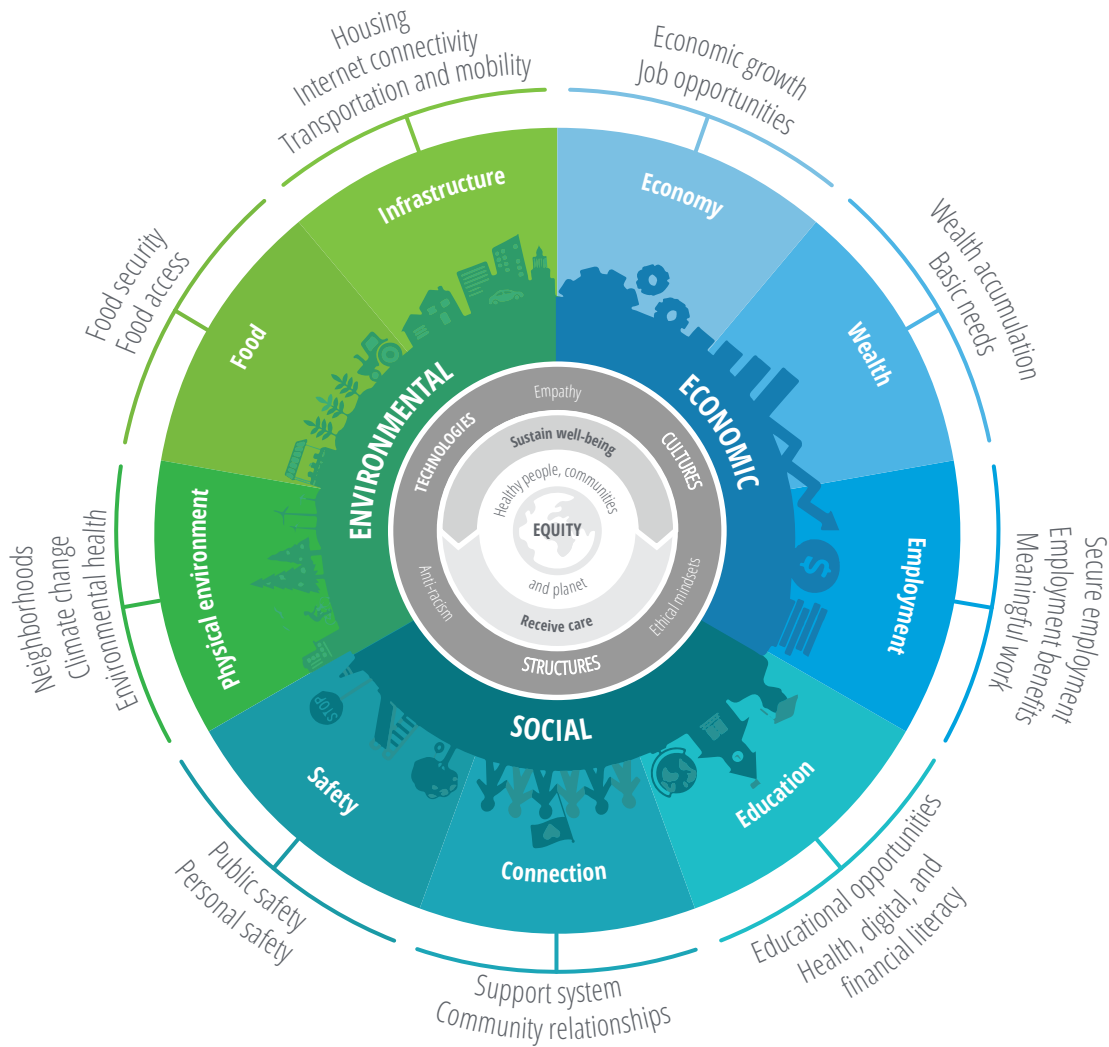 Housing
Internet connectivity
Transportation and mobility
Economic growth
Job opportunities
Infrastructure
Economy
Food security
Food access
Wealth accumulation
Basic needs
Food
Wealth
ENVIRONMENTAL
ECONOMIC
TECHNOLOGIES
Empathy
CULTURES
Sustain well-being
Healthy people, communities
EQUITY
and planet
Receive care
Anti-racism
Ethical mindsets
STRUCTURES
Neighborhoods
Climate change
Environmental health
Physical environment
Employment
Secure employment
Employment benefits
Meaningful work
SOCIAL
STOP
Safety
Connection
Education
Public safety
Personal safety
Support system
Community relationships
Educational opportunities
Health, digital, and
financial literacy
$